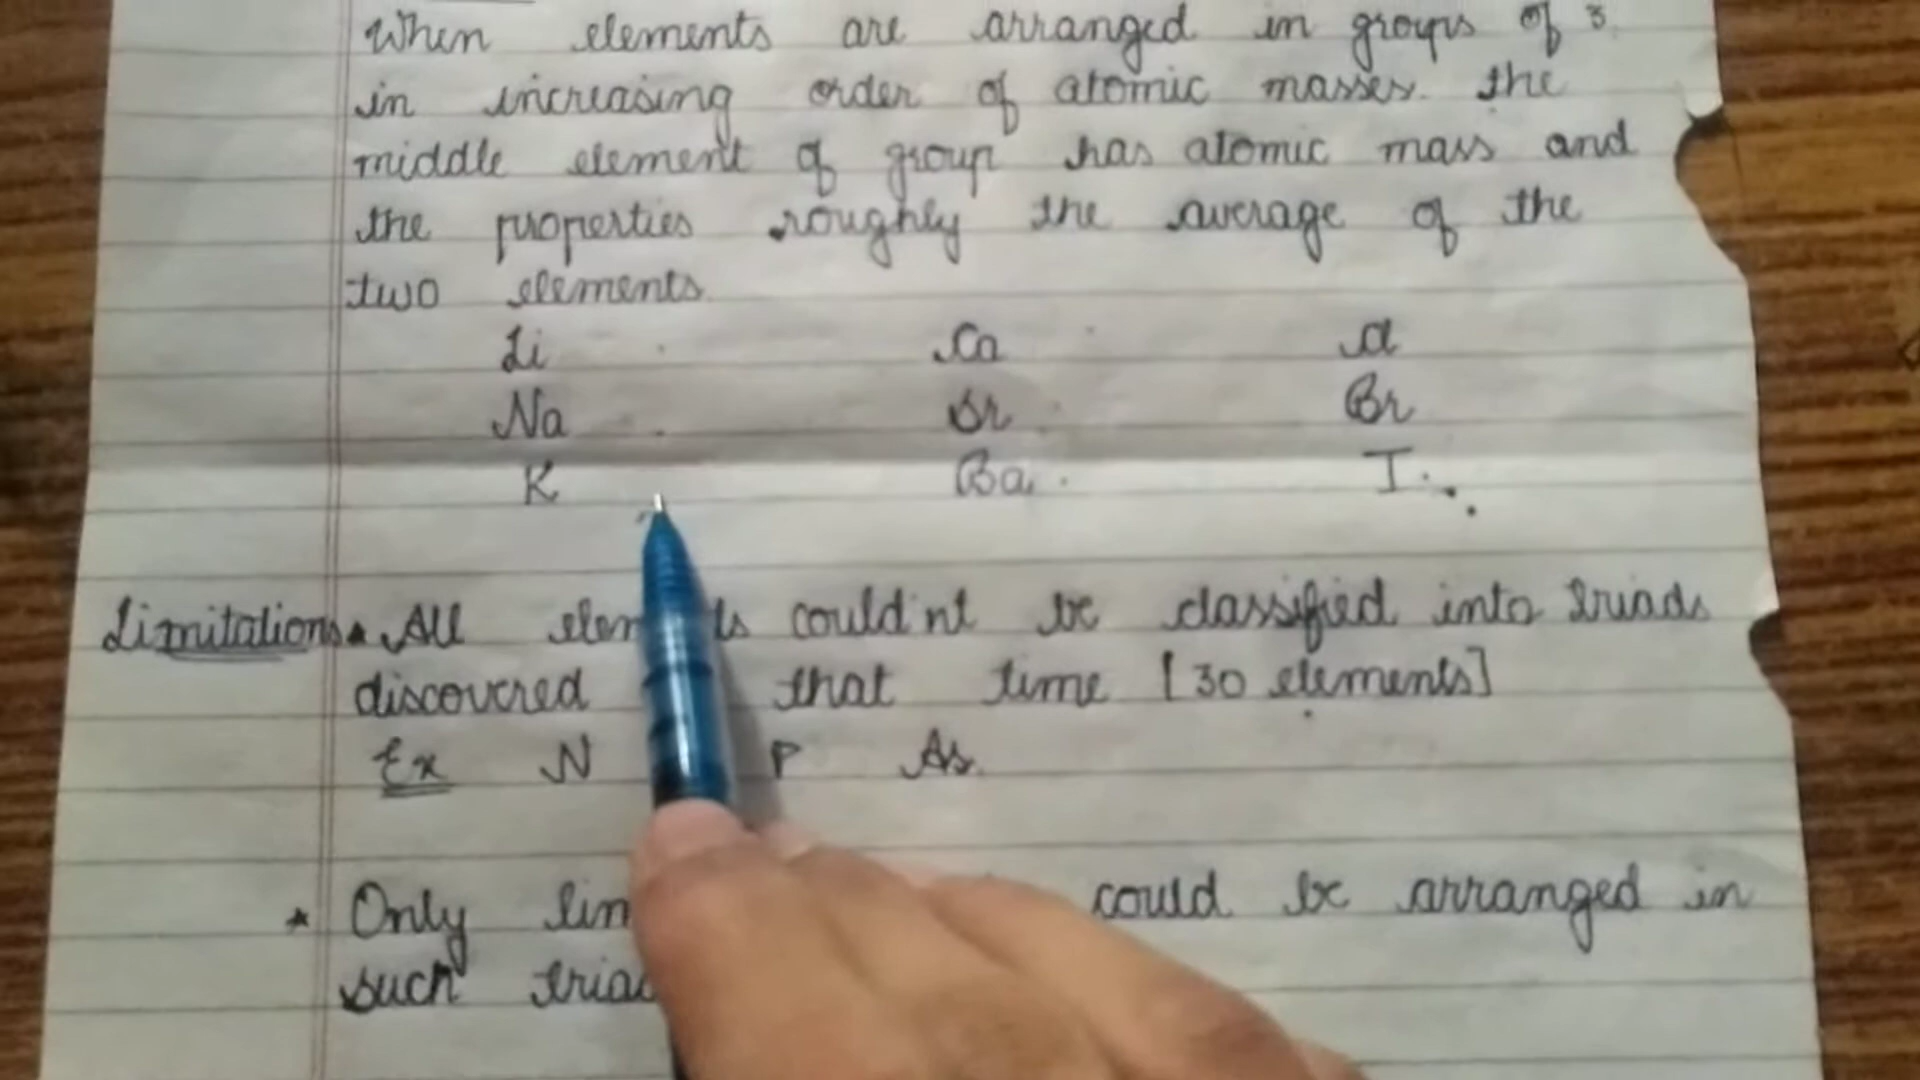 When elements are arranged in groups of 3
in increasing order of atomic masses. the
middle element of group has atomic mass and
the properties roughly the average of the
two elements.
Li Ca Cl
Na Sr Br
K Ba I
Limitations All elements could'nt be classified into triads
discovered that time [30 elements]
Ex N P As
* Only could be arranged in
such